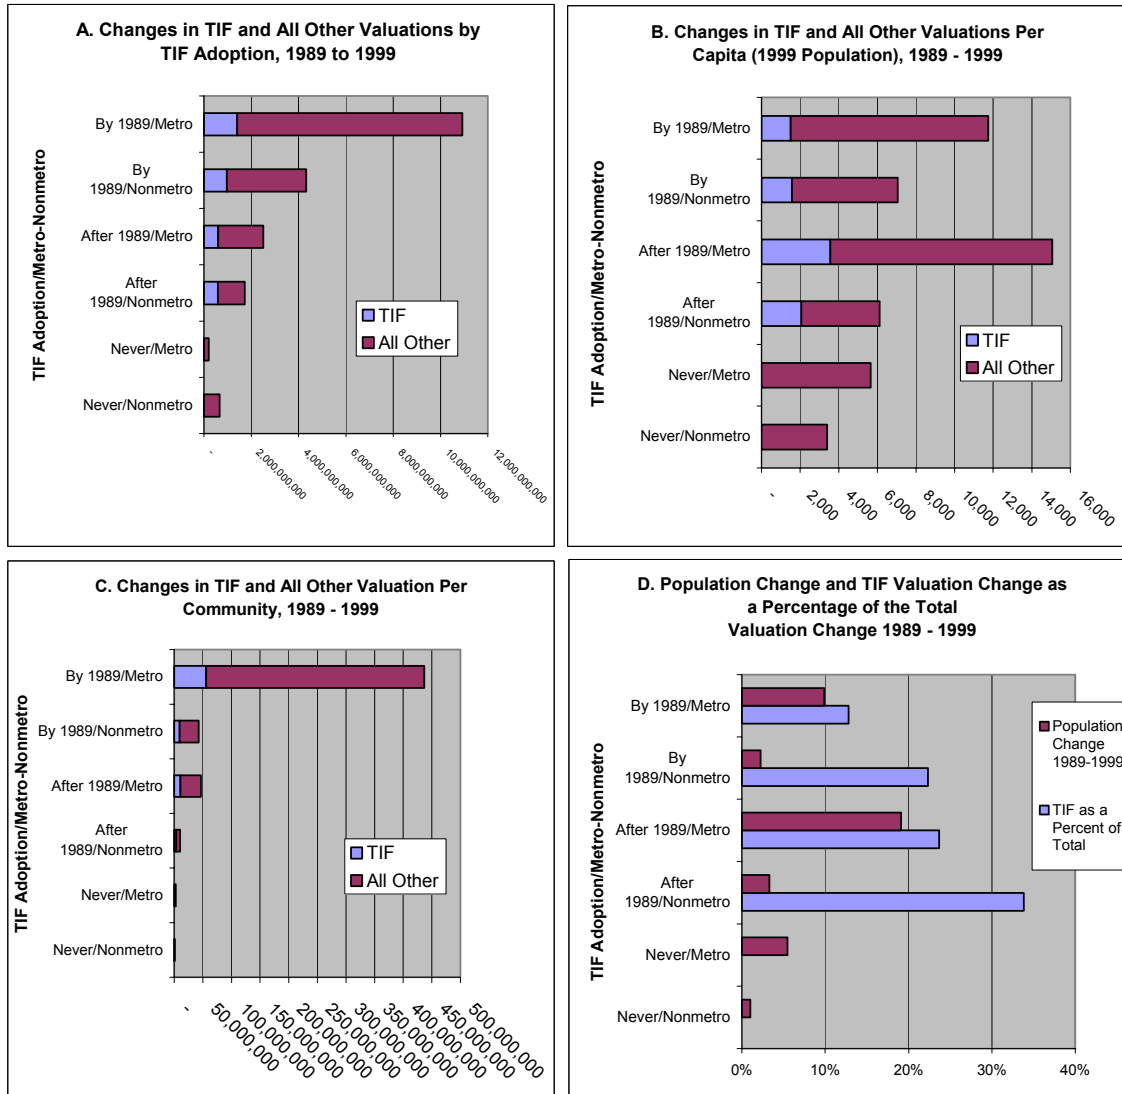 A. Changes in TIF and All Other Valuations by
TIF Adoption, 1989 to 1999
TIF Adoption/Metro-Nonmetro
By 1989/Metro
By
1989/Nonmetro
After 1989/Metro
After
1989/Nonmetro
Never/Metro
Never/Nonmetro
TIF
All Other
-
2,000,000,000
4,000,000,000
6,000,000,000
8,000,000,000
10,000,000,000
12,000,000,000
B. Changes in TIF and All Other Valuations Per
Capita (1999 Population), 1989 - 1999
TIF Adoption/Metro-Nonmetro
By 1989/Metro
By
1989/Nonmetro
After 1989/Metro
After
1989/Nonmetro
Never/Metro
Never/Nonmetro
TIF
All Other
-
2,000
4,000
6,000
8,000
10,000
12,000
14,000
16,000
C. Changes in TIF and All Other Valuation Per
Community, 1989 - 1999
TIF Adoption/Metro-Nonmetro
By 1989/Metro
By 1989/Nonmetro
After 1989/Metro
After
1989/Nonmetro
Never/Metro
Never/Nonmetro
TIF
All Other
-
50,000,000
100,000,000
150,000,000
200,000,000
250,000,000
300,000,000
350,000,000
400,000,000
450,000,000
500,000,000
D. Population Change and TIF Valuation Change as
a Percentage of the Total
Valuation Change 1989 - 1999
TIF Adoption/Metro-Nonmetro
By 1989/Metro
By
1989/Nonmetro
After 1989/Metro
After
1989/Nonmetro
Never/Metro
Never/Nonmetro
Population
Change
1989-1999
TIF as a
Percent of
Total
0%
10%
20%
30%
40%